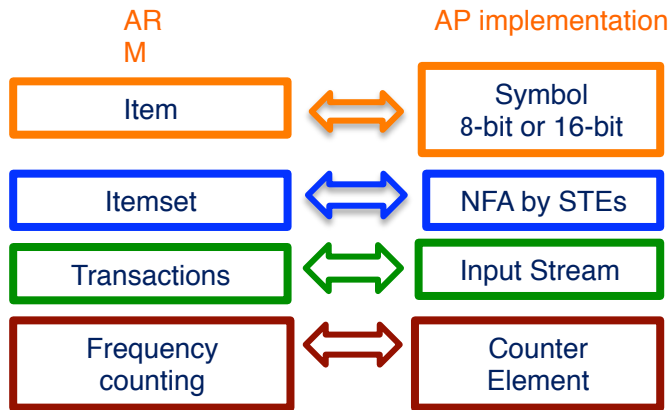 AR
M
AP implementation
Item
Symbol
8-bit or 16-bit
Itemset
NFA by STEs
Transactions
Input Stream
Frequency
counting
Counter
Element